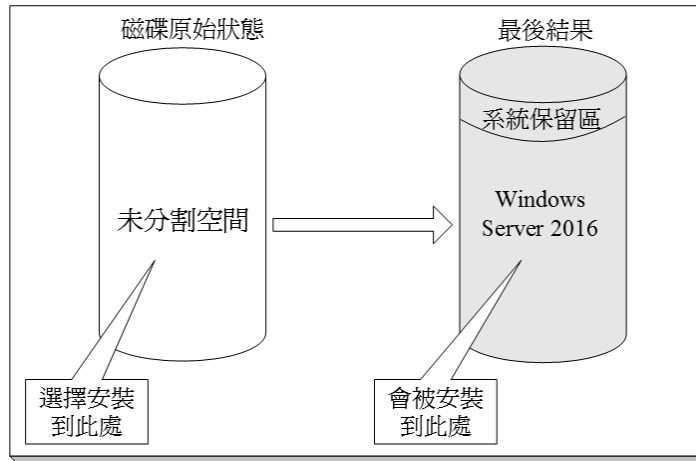 磁碟原始狀態
最後結果
系統保留區
未分割空間
Windows
Server 2016
選擇安裝
到此處
會被安裝
到此處